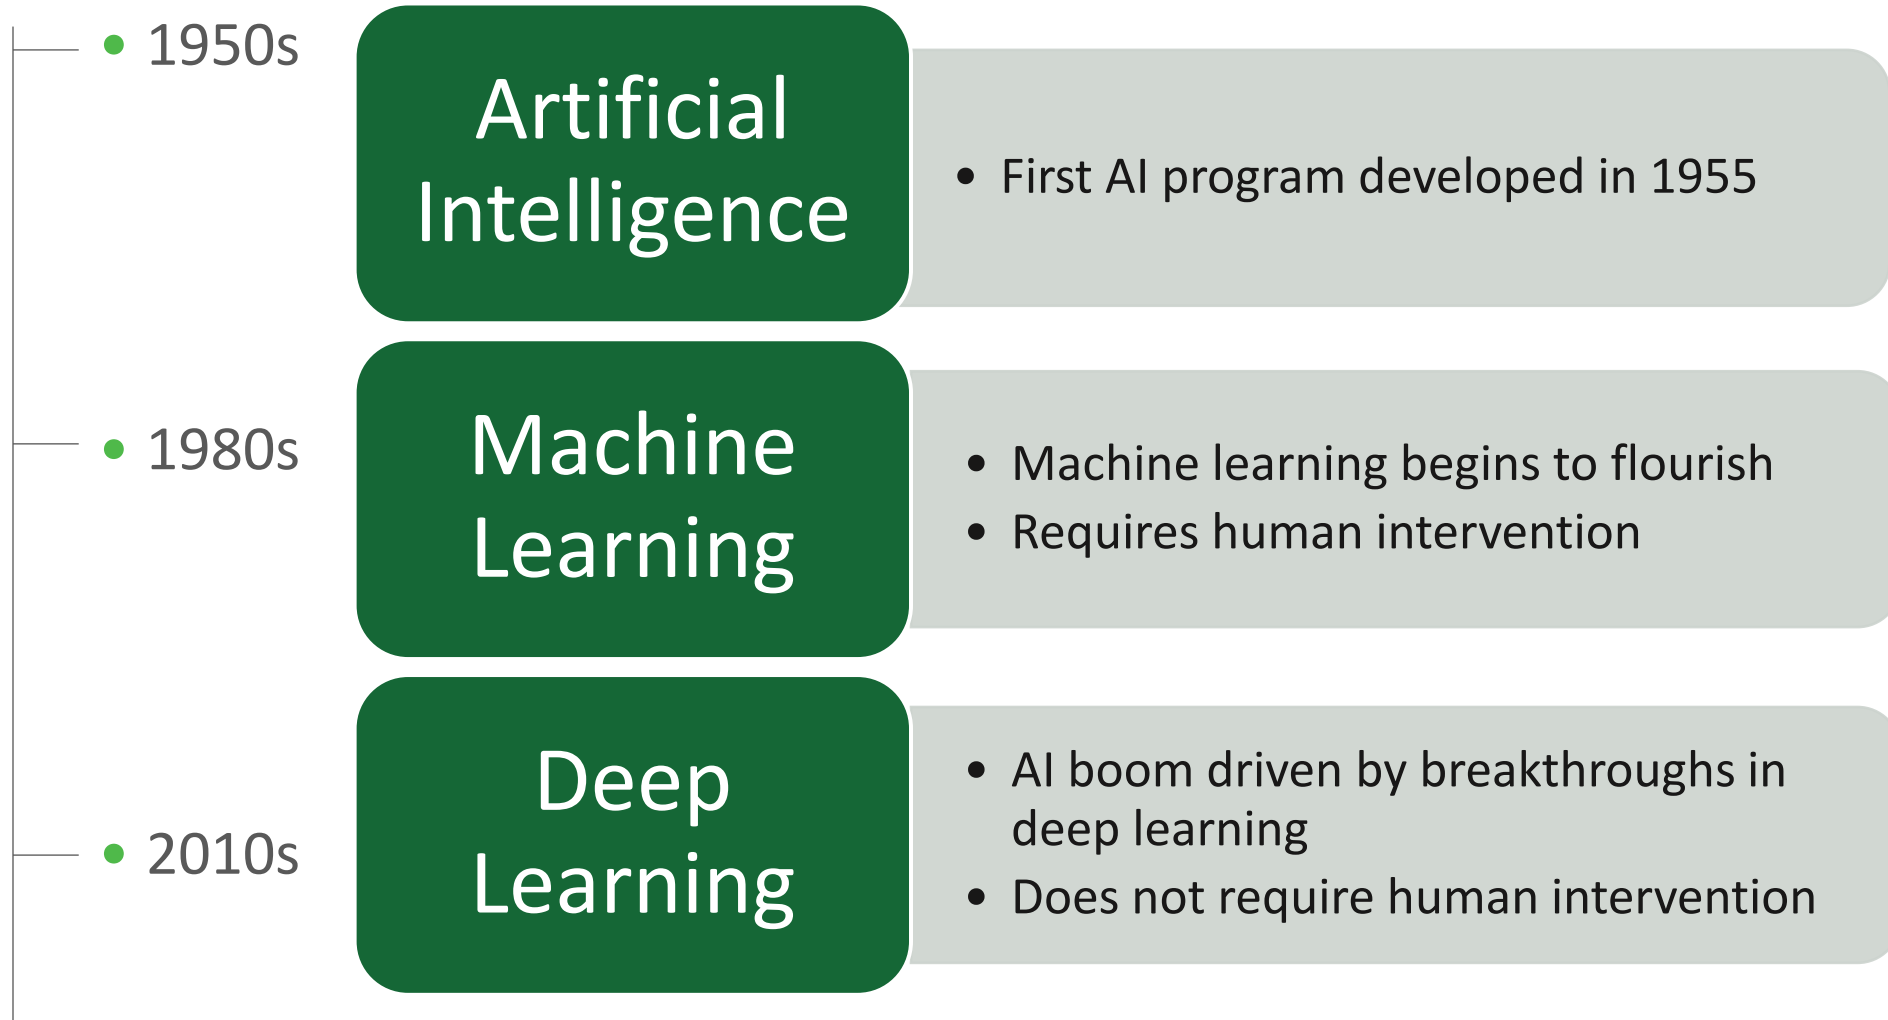 • 1950s
Artificial
Intelligence
• First AI program developed in 1955
• 1980s
Machine
Learning
• Machine learning begins to flourish
• Requires human intervention
• 2010s
Deep
Learning
• AI boom driven by breakthroughs in
deep learning
• Does not require human intervention